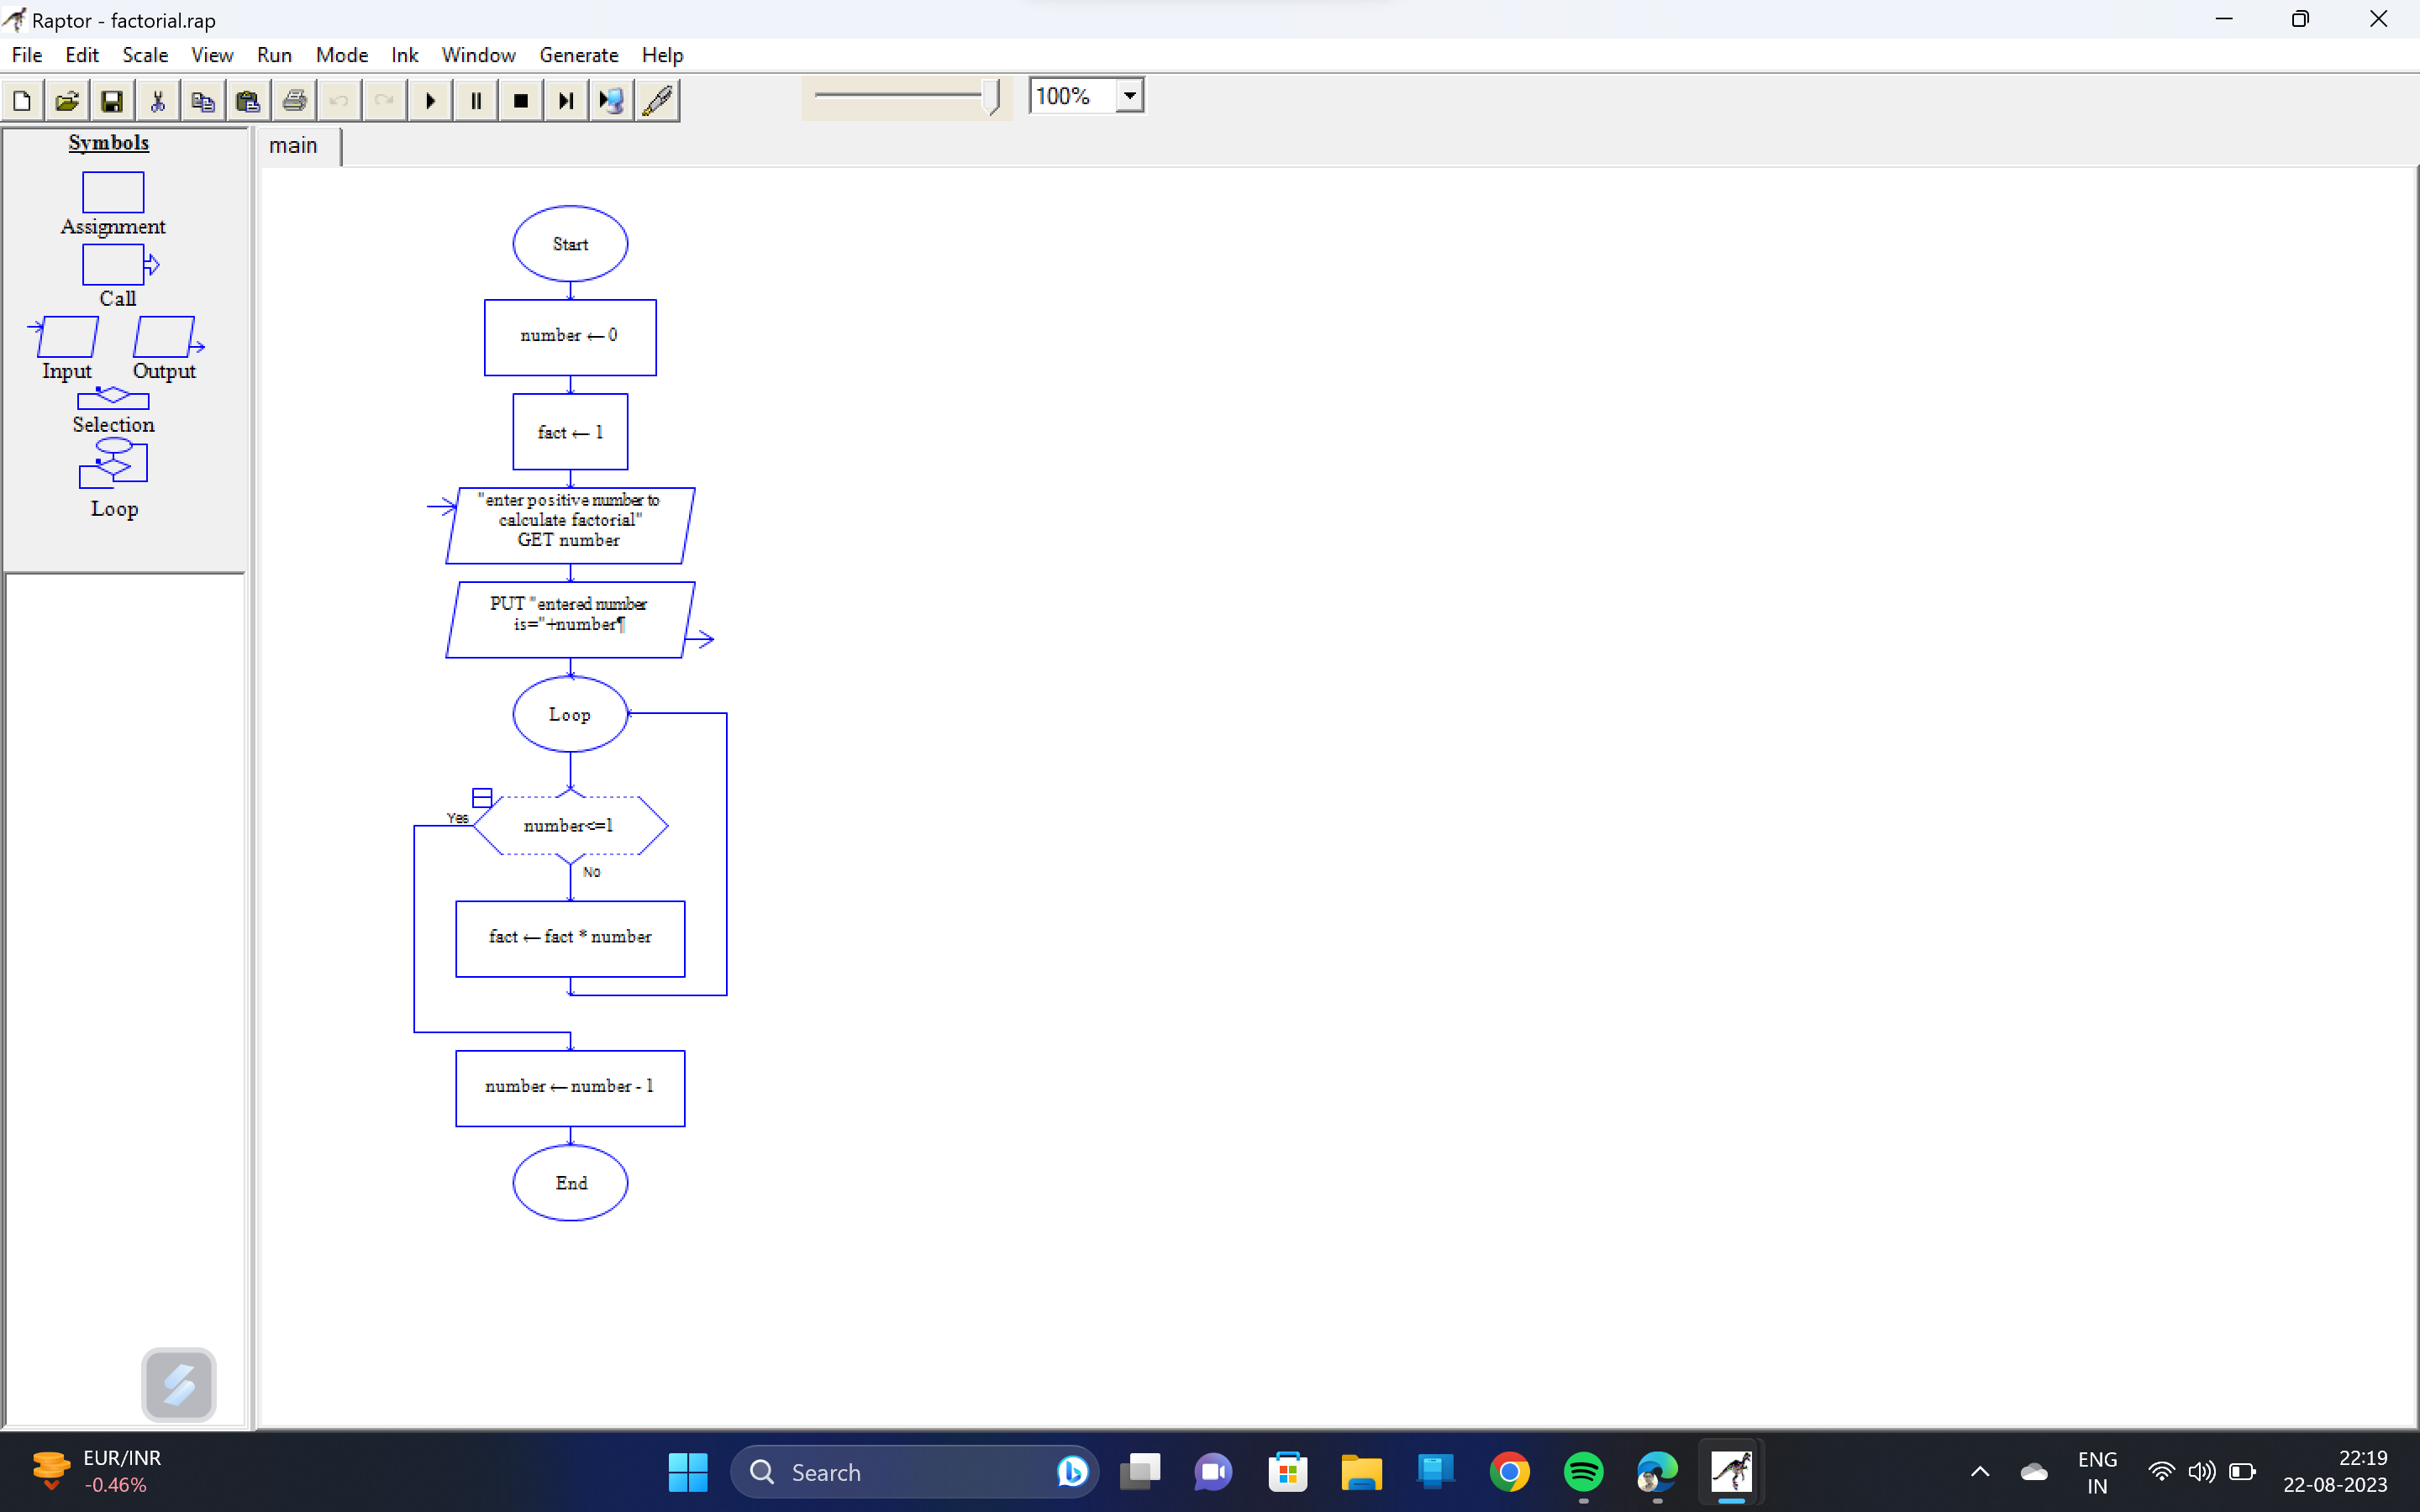 Raptor - factorial.rap
File Edit Scale View Run Mode Ink Window Generate Help
100%
Symbols
Assignment
Call
Input Output
Selection
Loop
main
Start
number ← 0
fact ← 1
"enter positive number to
calculate factorial"
GET number
PUT "entered number
is="+number¶
Loop
Yes
number<=1
No
fact ← fact * number
number ← number - 1
End
EUR/INR
-0.46%
Search
ENG
IN
22:19
22-08-2023